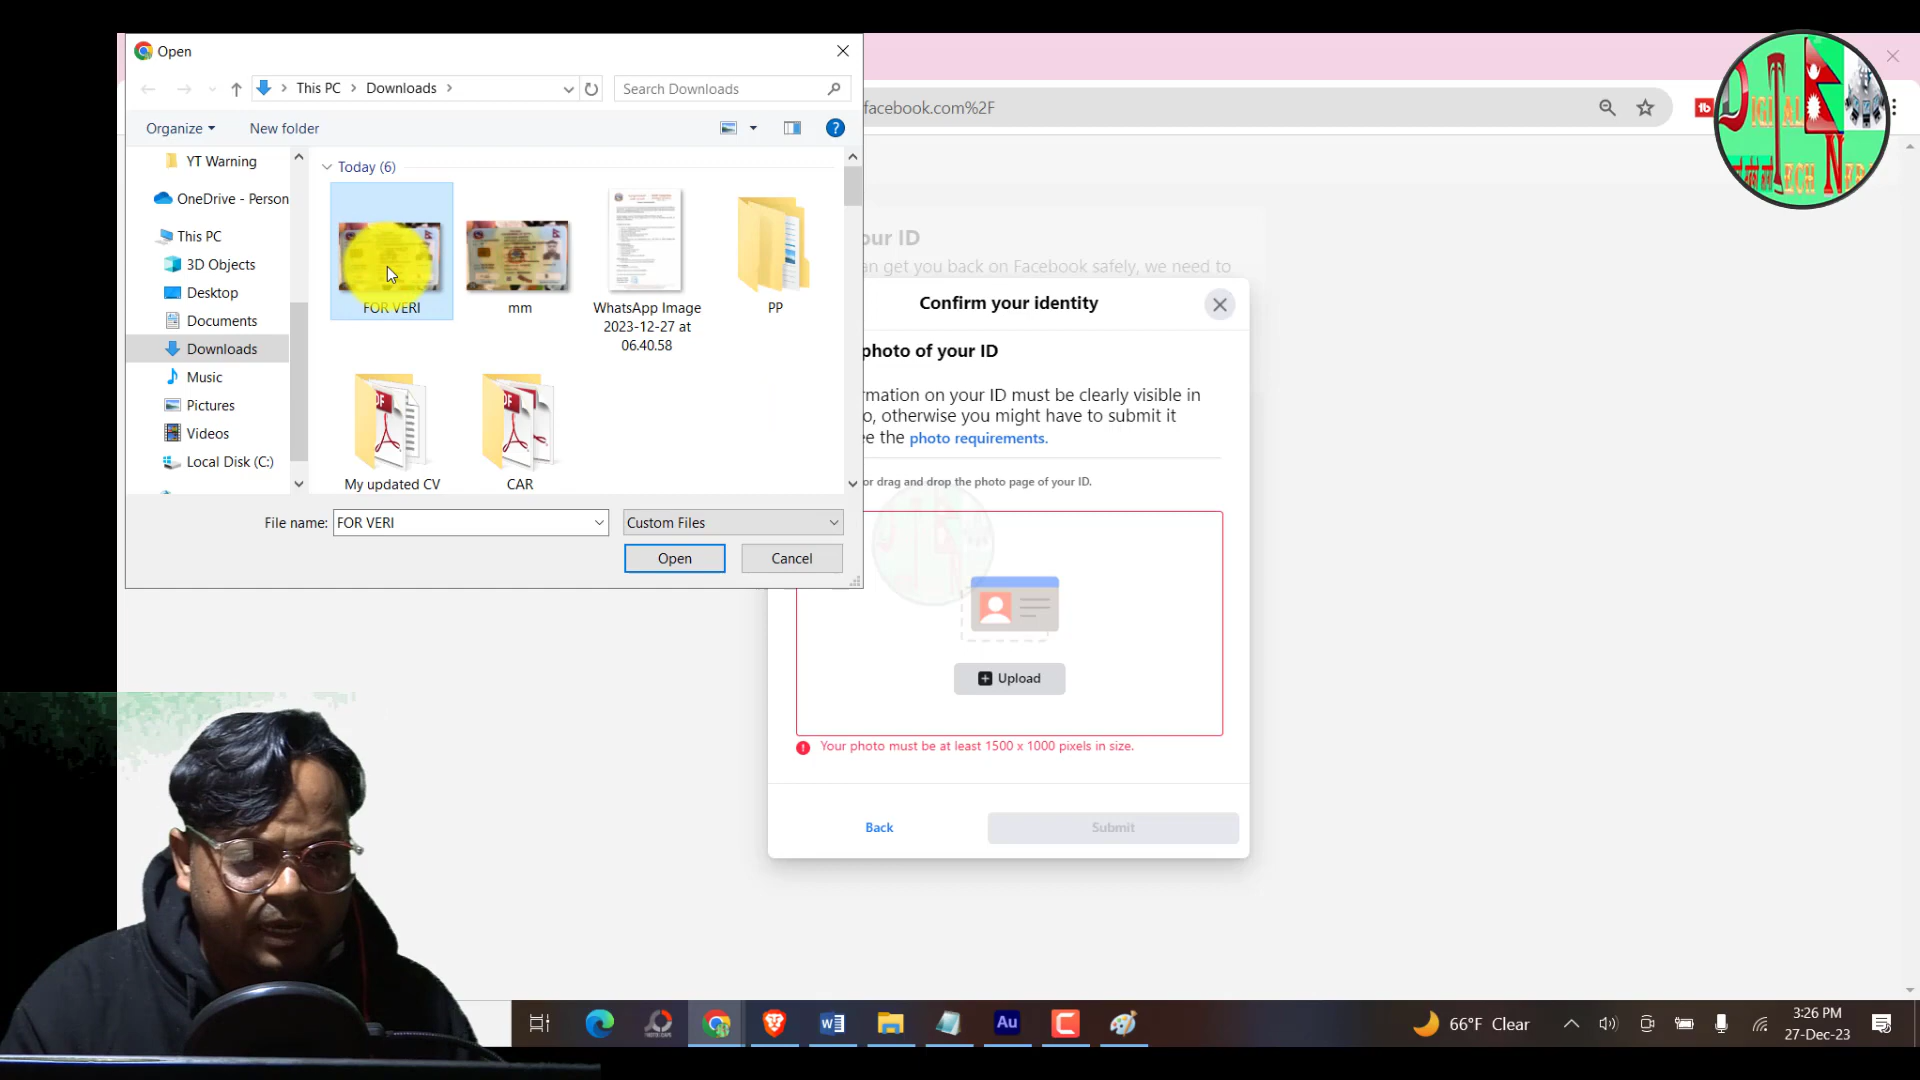 Open
This PC > Downloads >
Search Downloads
facebook.com%2F
Organize
New folder
YT Warning
OneDrive - Person
This PC
3D Objects
Desktop
Documents
Downloads
Music
Pictures
Videos
Local Disk (C:)
Today (6)
FOR VERI
mm
WhatsApp Image
2023-12-27 at
06.40.58
PP
My updated CV
CAR
File name:
FOR VERI
Custom Files
Open
Cancel
our ID
an get you back on Facebook safely, we need to
Confirm your identity
photo of your ID
rmation on your ID must be clearly visible in
o, otherwise you might have to submit it
ee the photo requirements.
or drag and drop the photo page of your ID.
Upload
Your photo must be at least 1500 x 1000 pixels in size.
Back
Submit
DIGITAL
TECH
Au
66°F Clear
3:26 PM
27-Dec-23